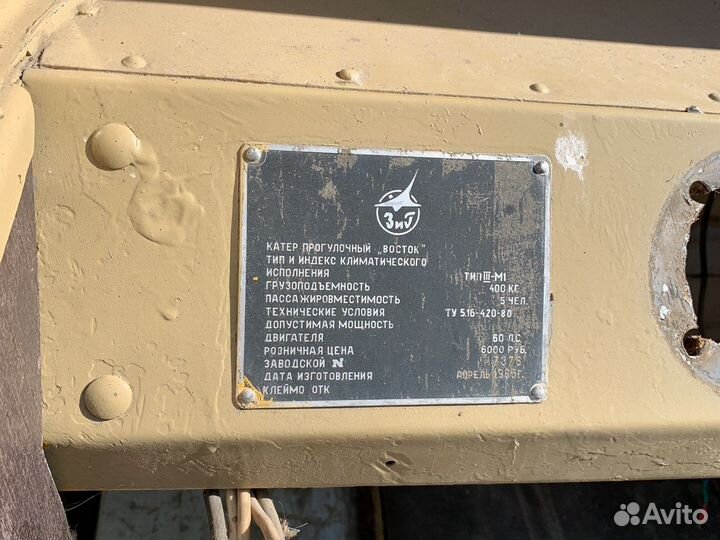 ЗиГ
КАТЕР ПРОГУЛОЧНЫЙ „ВОСТОК"
ТИП И ИНДЕКС КЛИМАТИЧЕСКОГО
ИСПОЛНЕНИЯ ТИП III-М1
ГРУЗОПОДЪЕМНОСТЬ 400 КГ.
ПАССАЖИРОВМЕСТИМОСТЬ 5 ЧЕЛ.
ТЕХНИЧЕСКИЕ УСЛОВИЯ ТУ 5.16-420-80
ДОПУСТИМАЯ МОЩНОСТЬ
ДВИГАТЕЛЯ 60 Л.С.
РОЗНИЧНАЯ ЦЕНА 6000 РУБ.
ЗАВОДСКОЙ N
ДАТА ИЗГОТОВЛЕНИЯ АПРЕЛЬ
КЛЕЙМО ОТК
Avito